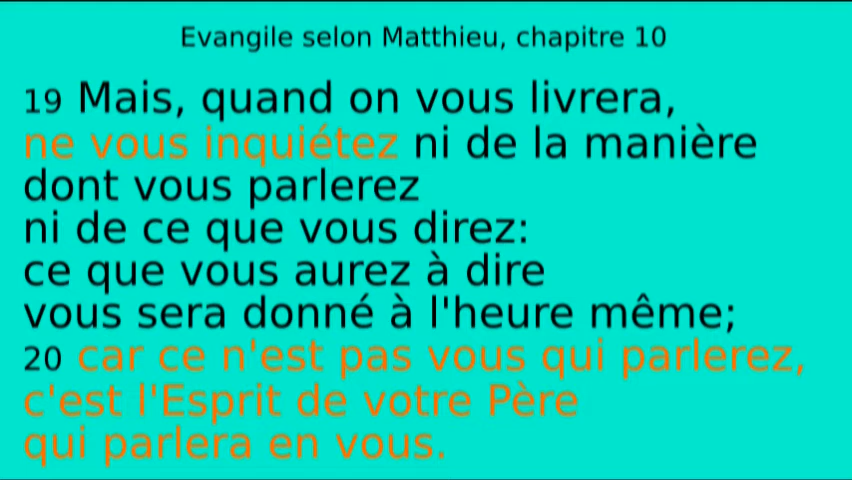 Evangile selon Matthieu, chapitre 10
19 Mais, quand on vous livrera,
ne vous inquiétez ni de la manière
dont vous parlerez
ni de ce que vous direz:
ce que vous aurez à dire
vous sera donné à l'heure même;
20 car ce n'est pas vous qui parlerez,
c'est l'Esprit de votre Père
qui parlera en vous.